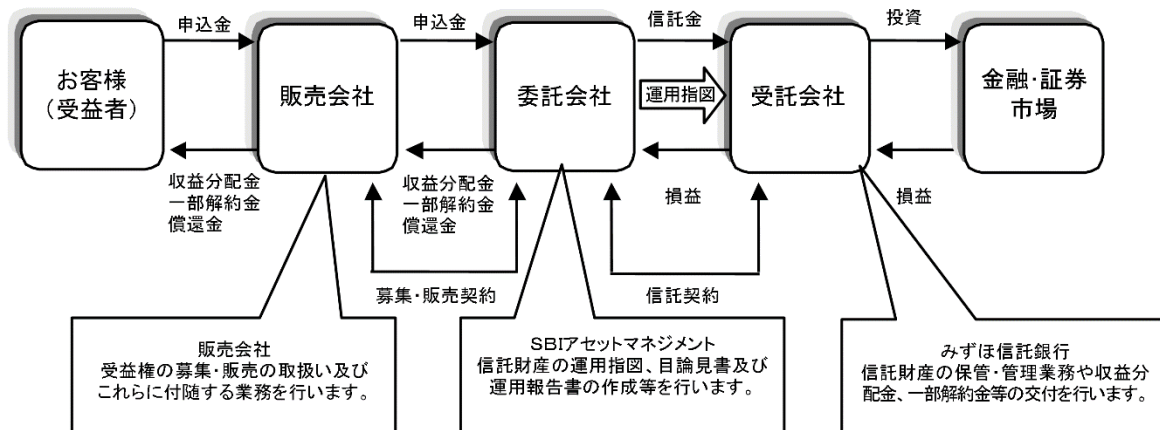 申込金
申込金
信託金
投資
お客様
(受益者)
販売会社
委託会社
運用指図
受託会社
金融・証券
市場
収益分配金
一部解約金
償還金
収益分配金
一部解約金
償還金
損益
損益
募集・販売契約
信託契約
販売会社
受益権の募集・販売の取扱い及び
これらに付随する業務を行います。
SBIアセットマネジメント
信託財産の運用指図、目論見書及び
運用報告書の作成等を行います。
みずほ信託銀行
信託財産の保管・管理業務や収益分
配金、一部解約金等の交付を行います。